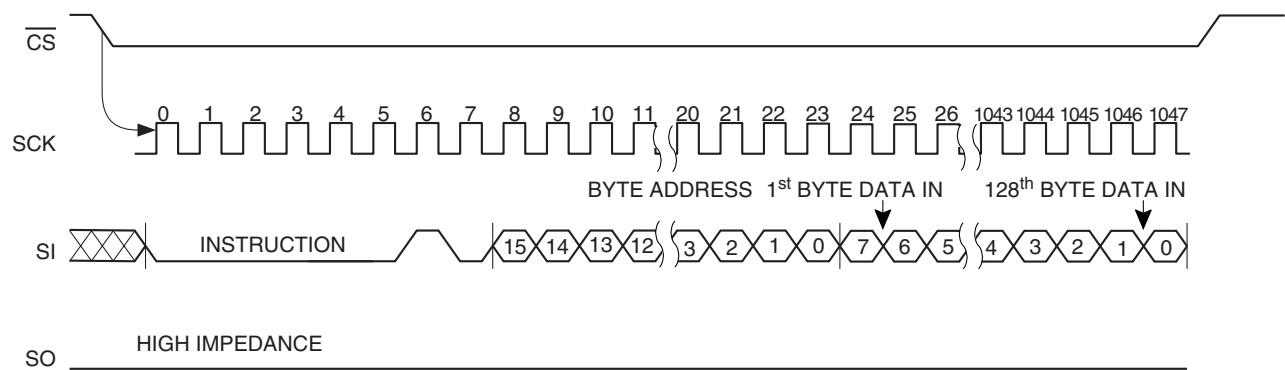 CS
0 1 2 3 4 5 6 7 8 9 10 11 20 21 22 23 24 25 26 1043 1044 1045 1046 1047
SCK
BYTE ADDRESS 1st BYTE DATA IN 128th BYTE DATA IN
SI INSTRUCTION 15 14 13 12 3 2 1 0 7 6 5 4 3 2 1 0
HIGH IMPEDANCE
SO